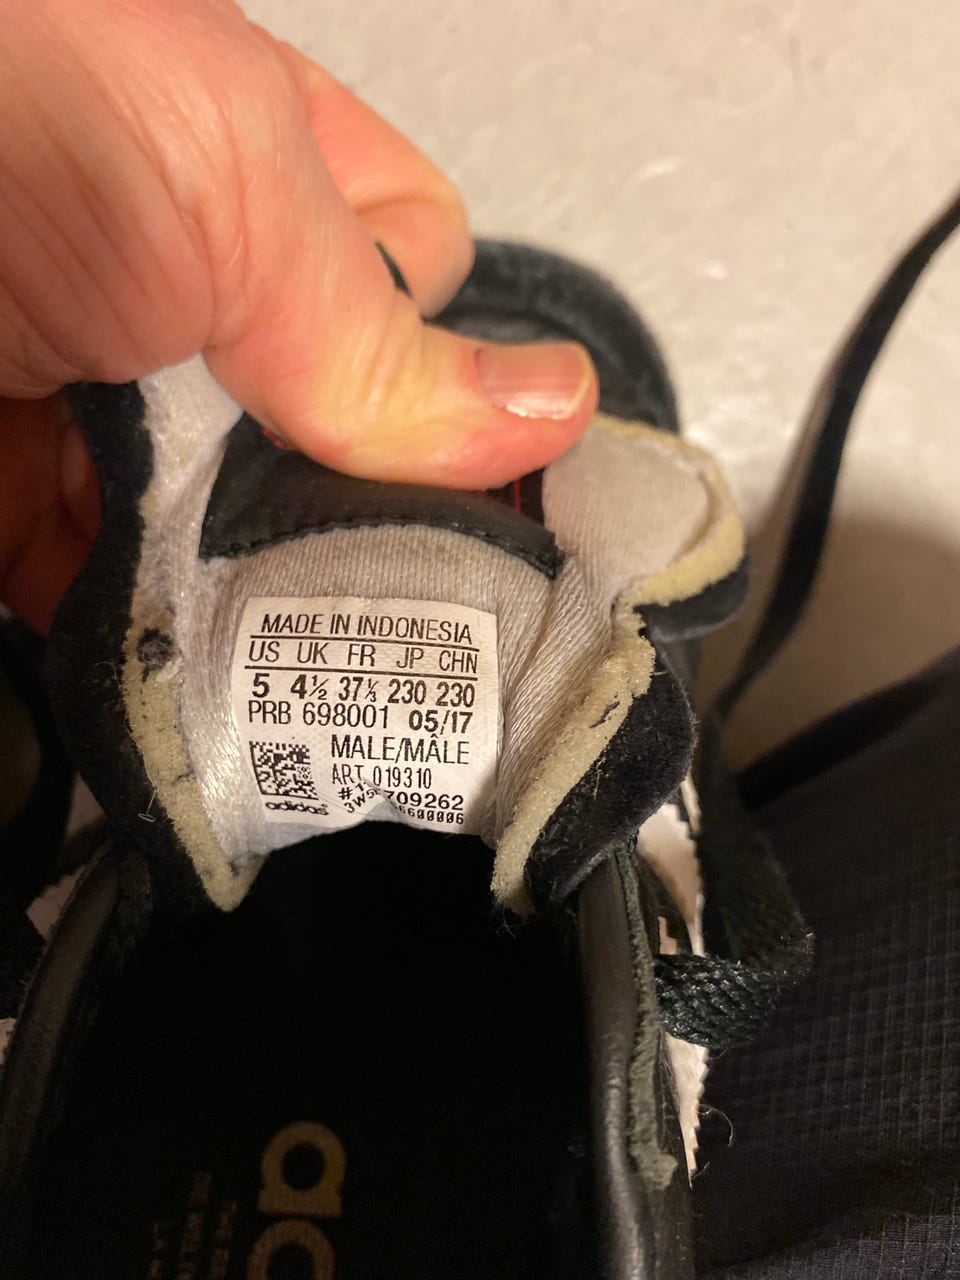 MADE IN INDONESIA
US UK FR JP CHN
5 4½ 37⅓ 230 230
PRB 698001 05/17
MALE/MÂLE
ART 019310
709262
adidas